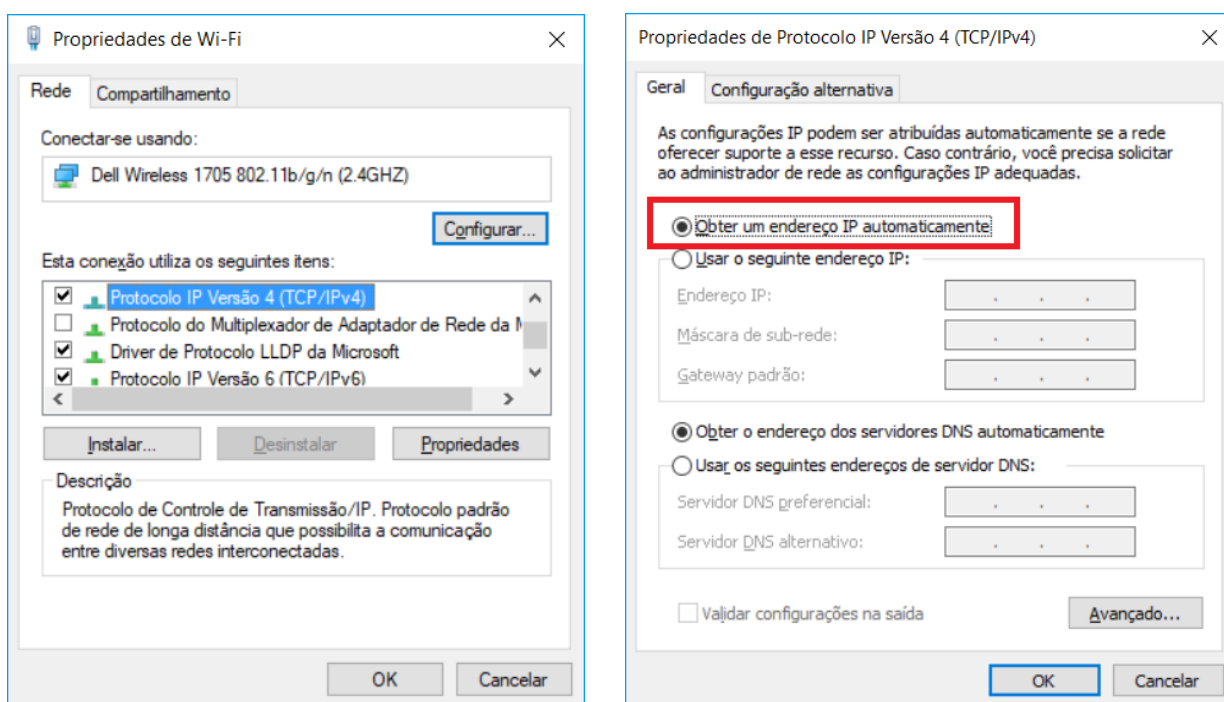 Propriedades de Wi-Fi
Rede
Compartilhamento
Conectar-se usando:
Dell Wireless 1705 802.11b/g/n (2.4GHZ)
Configurar...
Esta conexão utiliza os seguintes itens:
Protocolo IP Versão 4 (TCP/IPv4)
Protocolo do Multiplexador de Adaptador de Rede da
Driver de Protocolo LLDP da Microsoft
Protocolo IP Versão 6 (TCP/IPv6)
Instalar...
Desinstalar
Propriedades
Descrição
Protocolo de Controle de Transmissão/IP. Protocolo padrão
de rede de longa distância que possibilita a comunicação
entre diversas redes interconectadas.
OK
Cancelar
Propriedades de Protocolo IP Versão 4 (TCP/IPv4)
Geral
Configuração alternativa
As configurações IP podem ser atribuídas automaticamente se a rede
oferecer suporte a esse recurso. Caso contrário, você precisa solicitar
ao administrador de rede as configurações IP adequadas.
Obter um endereço IP automaticamente
Usar o seguinte endereço IP:
Endereço IP:
Máscara de sub-rede:
Gateway padrão:
Obter o endereço dos servidores DNS automaticamente
Usar os seguintes endereços de servidor DNS:
Servidor DNS preferencial:
Servidor DNS alternativo:
Validar configurações na saída
Avançado...
OK
Cancelar